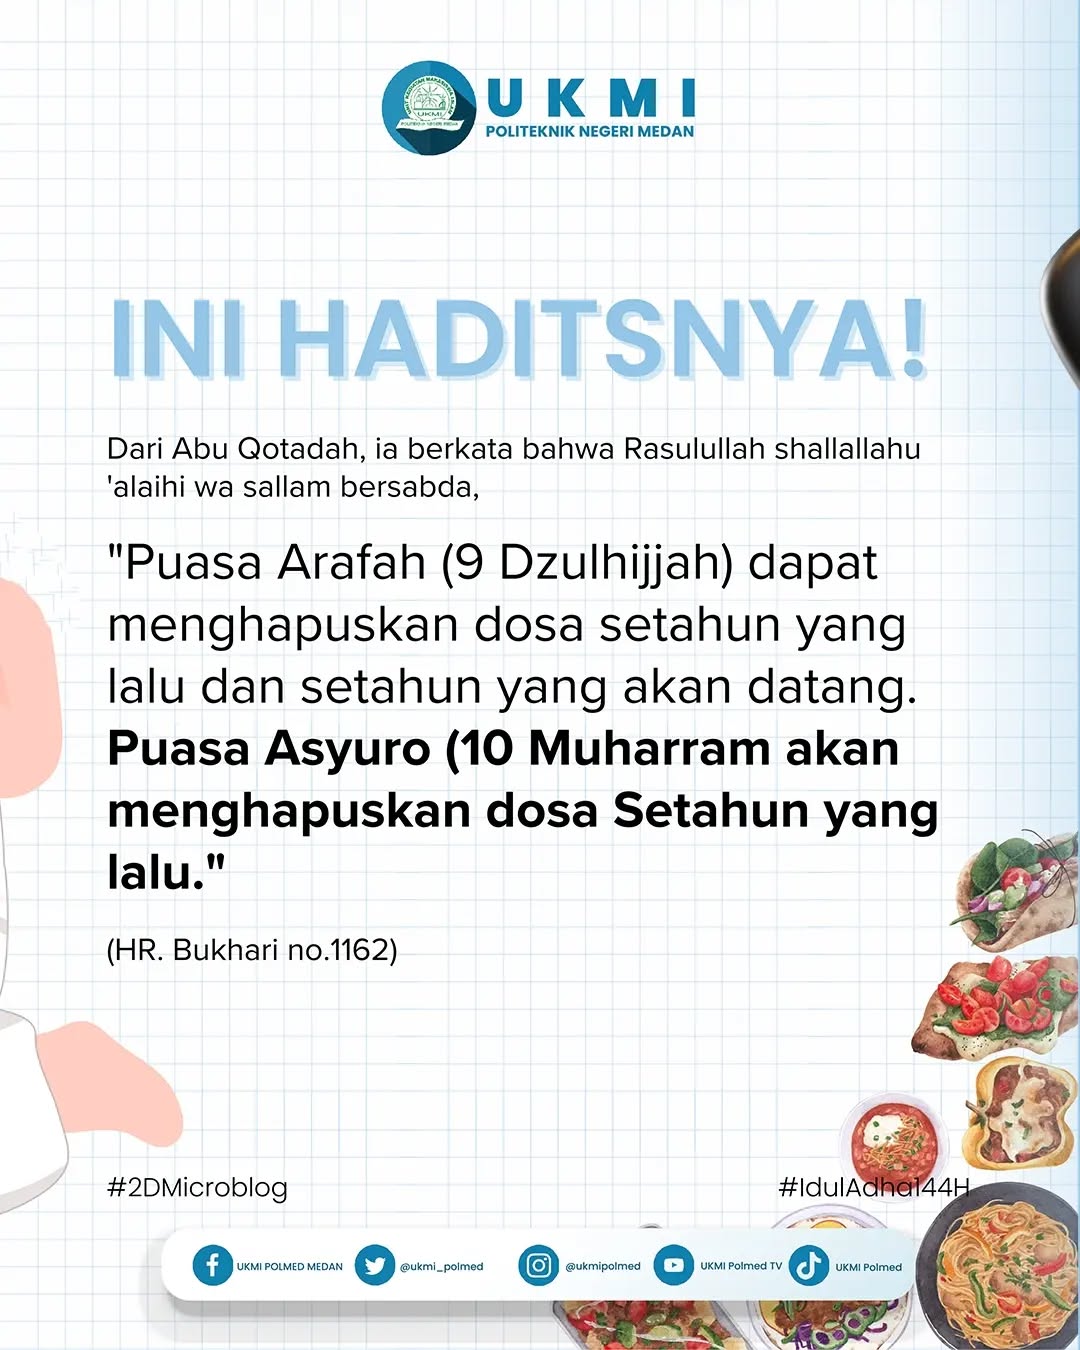 UKMI
POLITEKNIK NEGERI MEDAN
INI HADITSNYA!
Dari Abu Qotadah, ia berkata bahwa Rasulullah shallallahu
'alaihi wa sallam bersabda,
"Puasa Arafah (9 Dzulhijjah) dapat
menghapuskan dosa setahun yang
lalu dan setahun yang akan datang.
Puasa Asyuro (10 Muharram akan
menghapuskan dosa Setahun yang
lalu."
(HR. Bukhari no.1162)
#2DMicroblog
#IdulAdha144H
UKMI POLMED MEDAN
@ukmi_polmed
@ukmipolmed
UKMI Polmed TV
UKMI Polmed